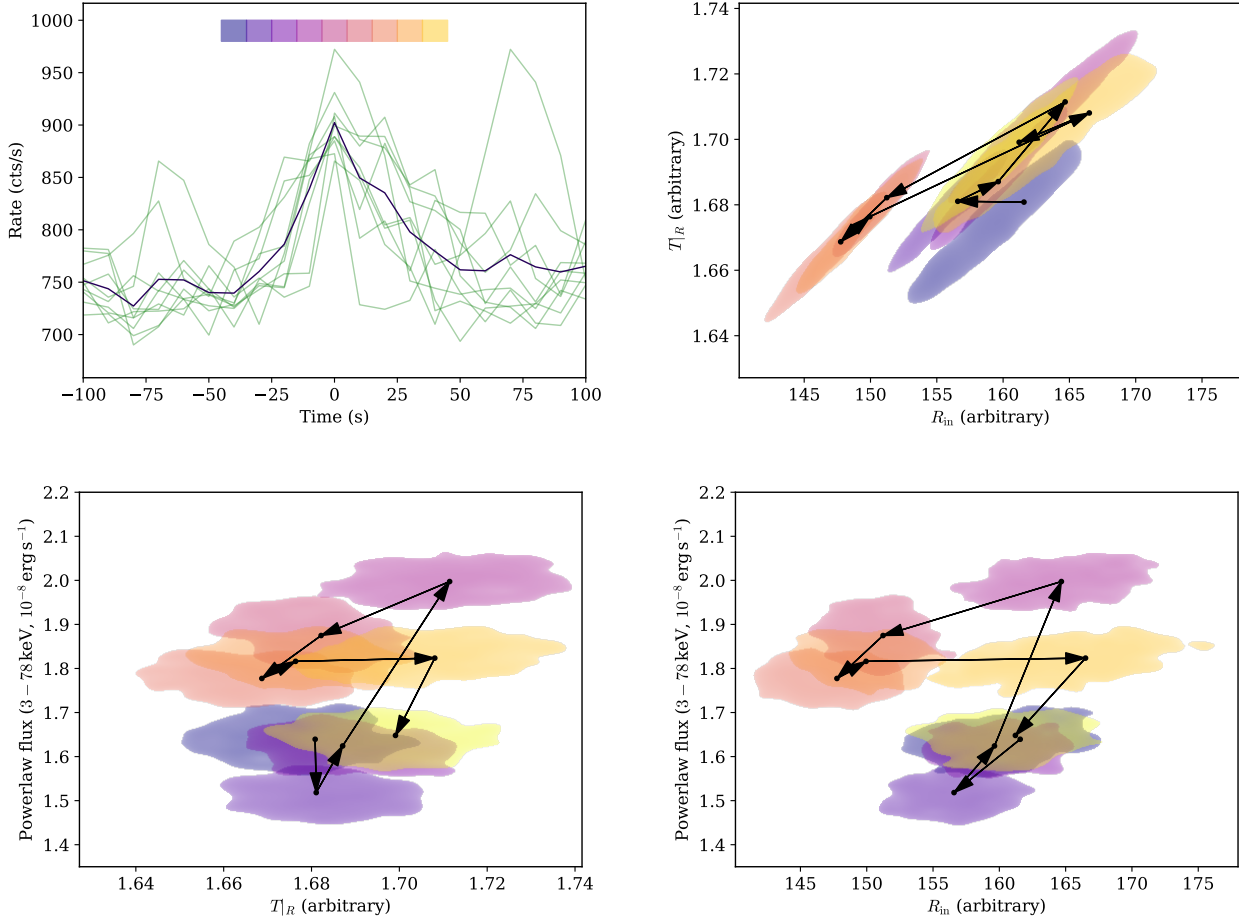 1000
950
900
850
800
750
700
Rate (cts/s)
−100 −75 −50 −25 0 25 50 75 100
Time (s)
1.74
1.72
1.70
1.68
1.66
1.64
T|_R (arbitrary)
145 150 155 160 165 170 175
R_in (arbitrary)
2.2
2.1
2.0
1.9
1.8
1.7
1.6
1.5
1.4
Powerlaw flux (3 − 78 keV, 10⁻⁸ erg s⁻¹)
1.64 1.66 1.68 1.70 1.72 1.74
T|_R (arbitrary)
2.2
2.1
2.0
1.9
1.8
1.7
1.6
1.5
1.4
Powerlaw flux (3 − 78 keV, 10⁻⁸ erg s⁻¹)
145 150 155 160 165 170 175
R_in (arbitrary)